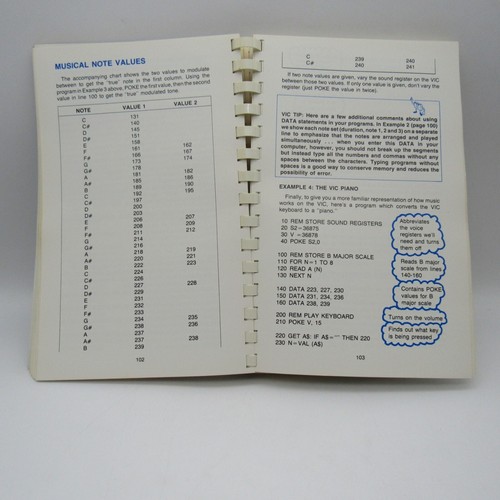 MUSICAL NOTE VALUES
The accompanying chart shows the two values to modulate
between to get the "true" note in the first column. Using the
program in Example 3 above, POKE the first value, then the second
value in line 100 to get the "true" modulated tone.
NOTE VALUE 1 VALUE 2
C 131
C# 140
D 145
D# 151
E 158
F 161 162
F# 166 167
G 173 174
G#
A 181 182
A# 185 186
B 189 190
C 192 195
C# 197
D 200
D# 203
E 206 207
F 208 209
F# 211 212
G 214
G# 216
A 218 219
A# 220 221
B 222 223
C 224
C# 226
D 227 228
D# 229
E 231
F 232
F# 233
G 234 235
G# 236
A 237
A# 238
B 239
102
C 239 240
C# 240 241
If two note values are given, vary the sound register on the VIC
between those two values. If only one value is given, don't vary the
register (just POKE the value in twice).
VIC TIP: Here are a few additional comments about using
DATA statements in your programs. In Example 2 (page 100)
we show each note set (duration, note 1, 2 and 3) on a separate
line to emphasize that the notes are arranged and played
simultaneously . . . when you enter this DATA in your
computer, however, you should not break up the segments
but instead type all the numbers and commas without any
spaces between the characters. Typing programs without
spaces is a good way to conserve memory and reduces the
possibility of error.
EXAMPLE 4: THE VIC PIANO
Finally, to give you a more familiar representation of how music
works on the VIC, here's a program which converts the VIC
keyboard to a "piano."
10 REM STORE SOUND REGISTERS
20 S2=36875
30 V =36878
40 POKE S2,0
Abbreviates
the voice
registers we'll
need and turns
them off
100 REM STORE B MAJOR SCALE
110 FOR N=1 TO 8
120 READ A (N)
130 NEXT N
Reads B major
scale from lines
140-160
140 DATA 223, 227, 230
150 DATA 231, 234, 236
160 DATA 238, 239
Contains POKE
values for B
major scale
200 REM PLAY KEYBOARD
210 POKE V, 15
Turns on the volume
220 GET A$: IF A$="" THEN 220
230 N=VAL (A$)
Finds out what key
is being pressed
103